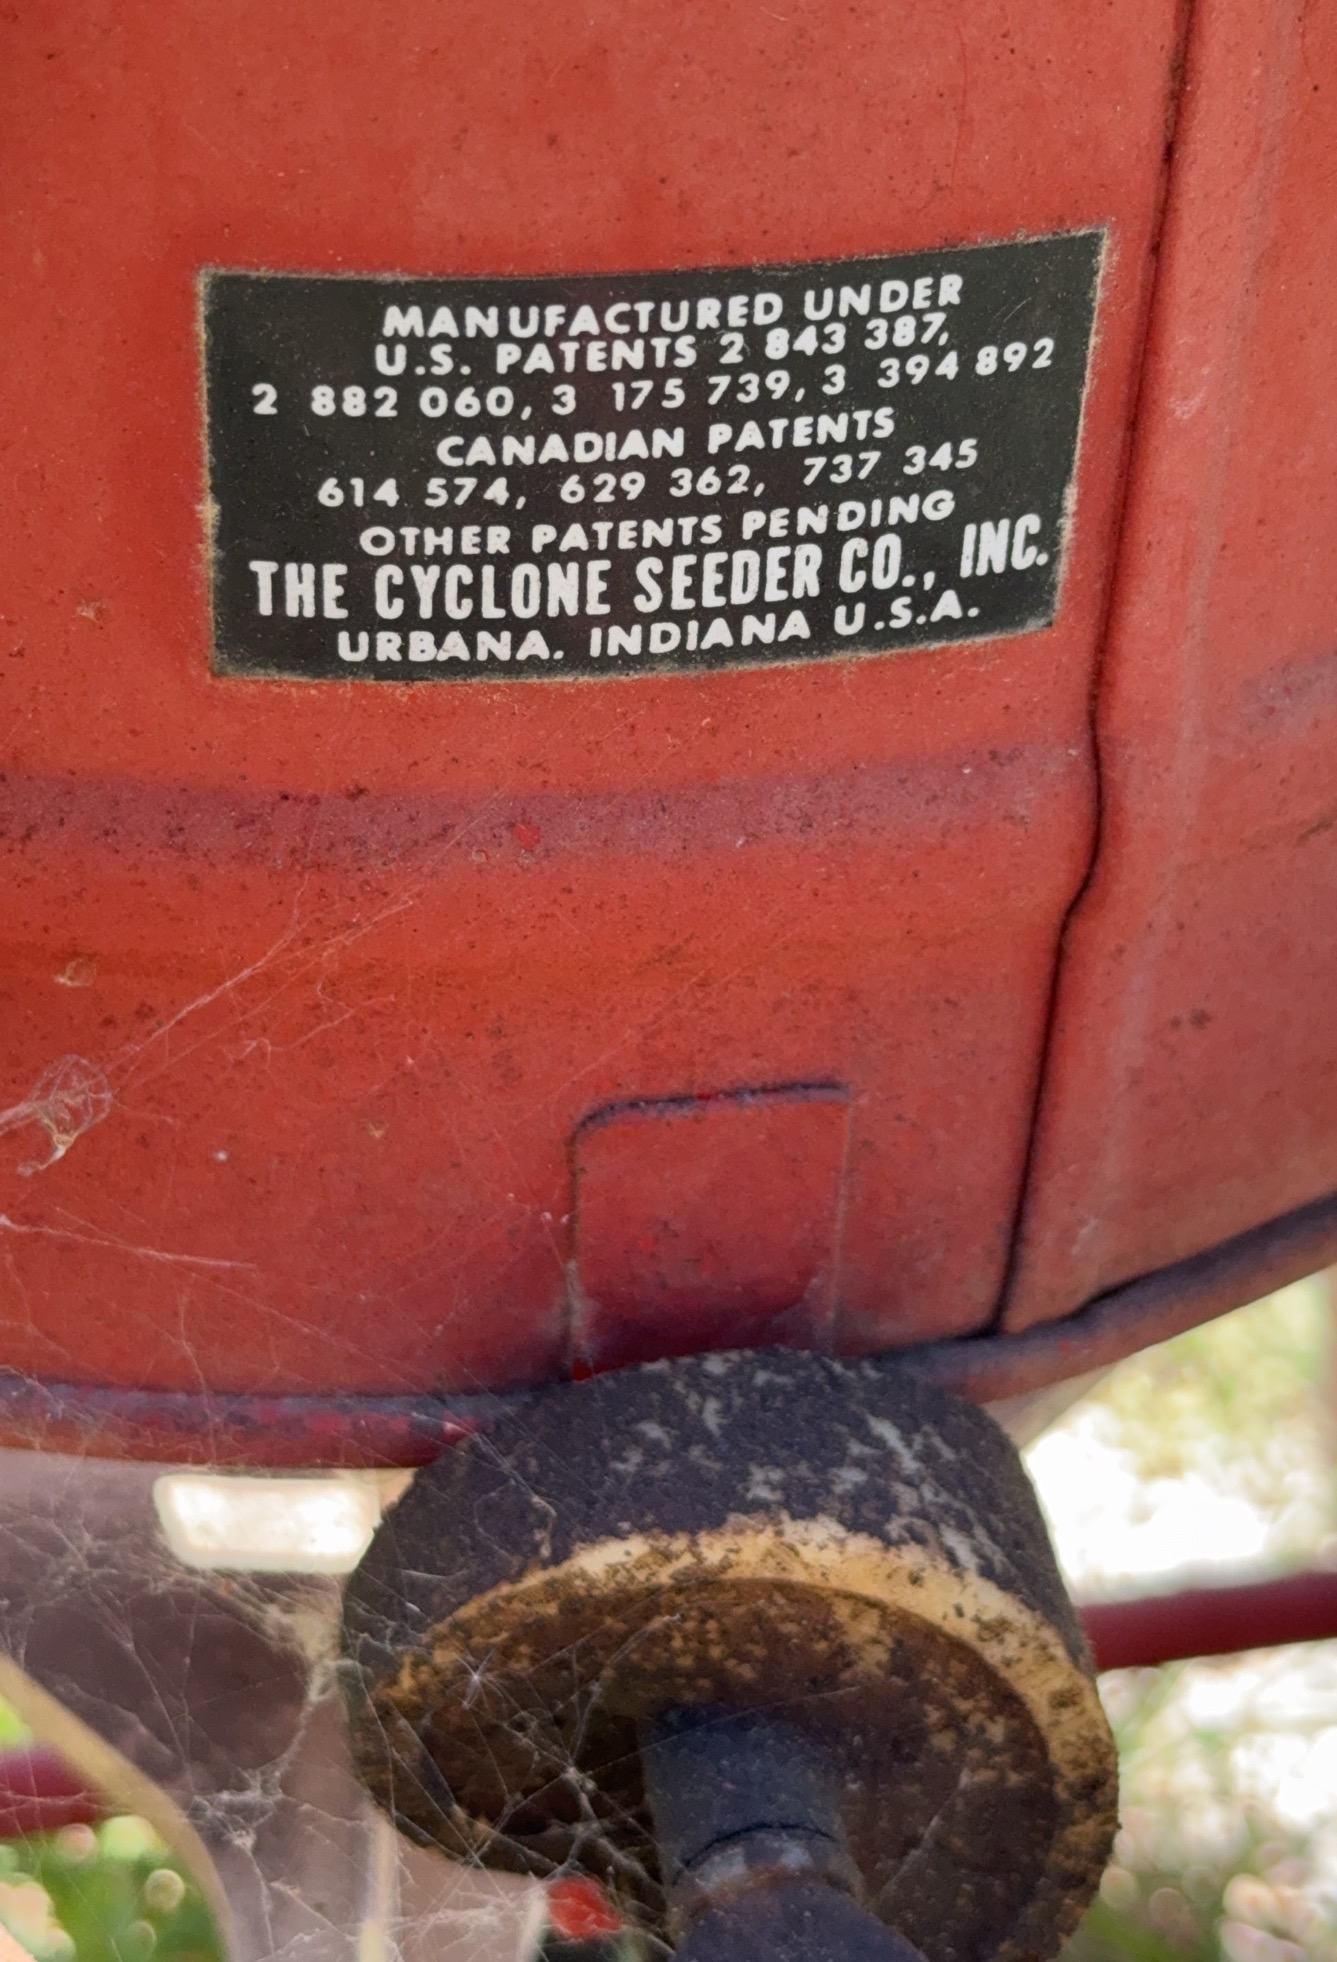 MANUFACTURED UNDER
U.S. PATENTS 2 843 387,
2 882 060, 3 175 739, 3 394 892
CANADIAN PATENTS
614 574, 629 362, 737 345
OTHER PATENTS PENDING
THE CYCLONE SEEDER CO., INC.
URBANA. INDIANA U.S.A.